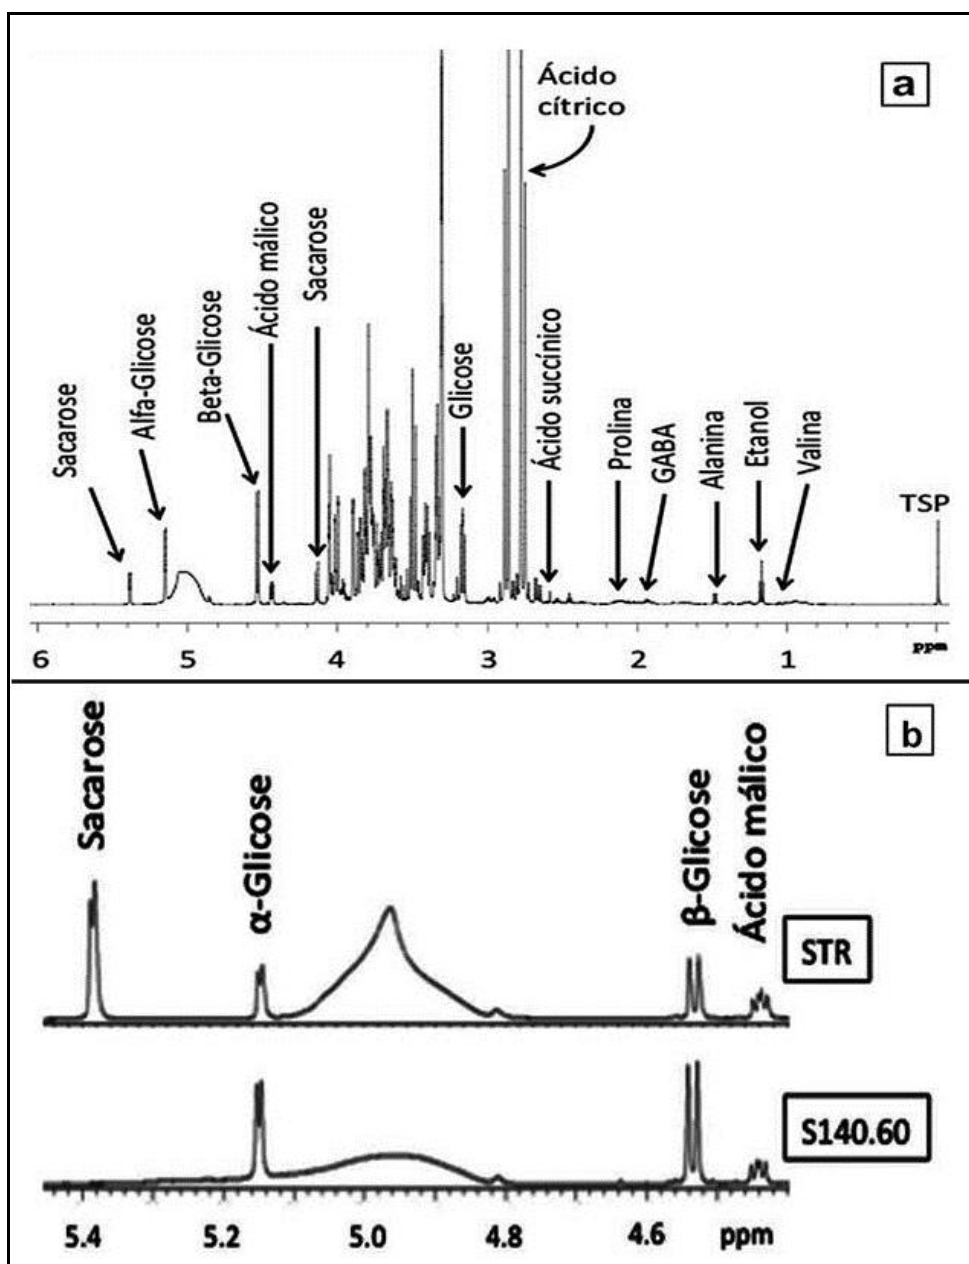 a
Ácido
cítrico
Sacarose
Alfa-Glicose
Beta-Glicose
Ácido málico
Sacarose
Glicose
Ácido succínico
Prolina
GABA
Alanina
Etanol
Valina
TSP
6 5 4 3 2 1 ppm
b
Sacarose
α-Glicose
β-Glicose
Ácido málico
STR
S140.60
5.4 5.2 5.0 4.8 4.6 ppm